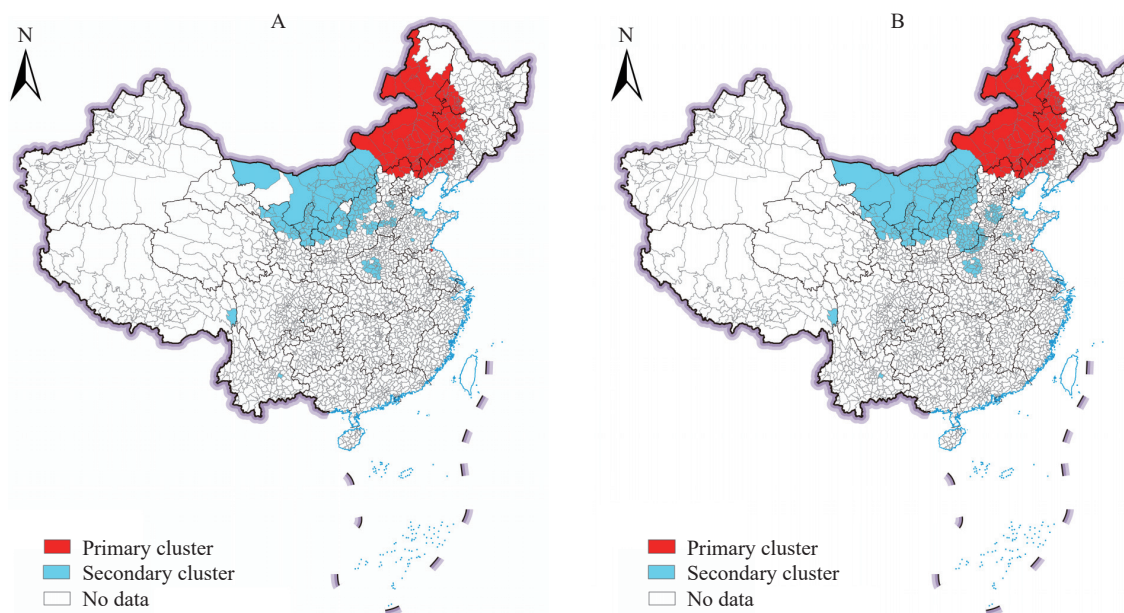 A
N
Primary cluster
Secondary cluster
No data
B
N
Primary cluster
Secondary cluster
No data